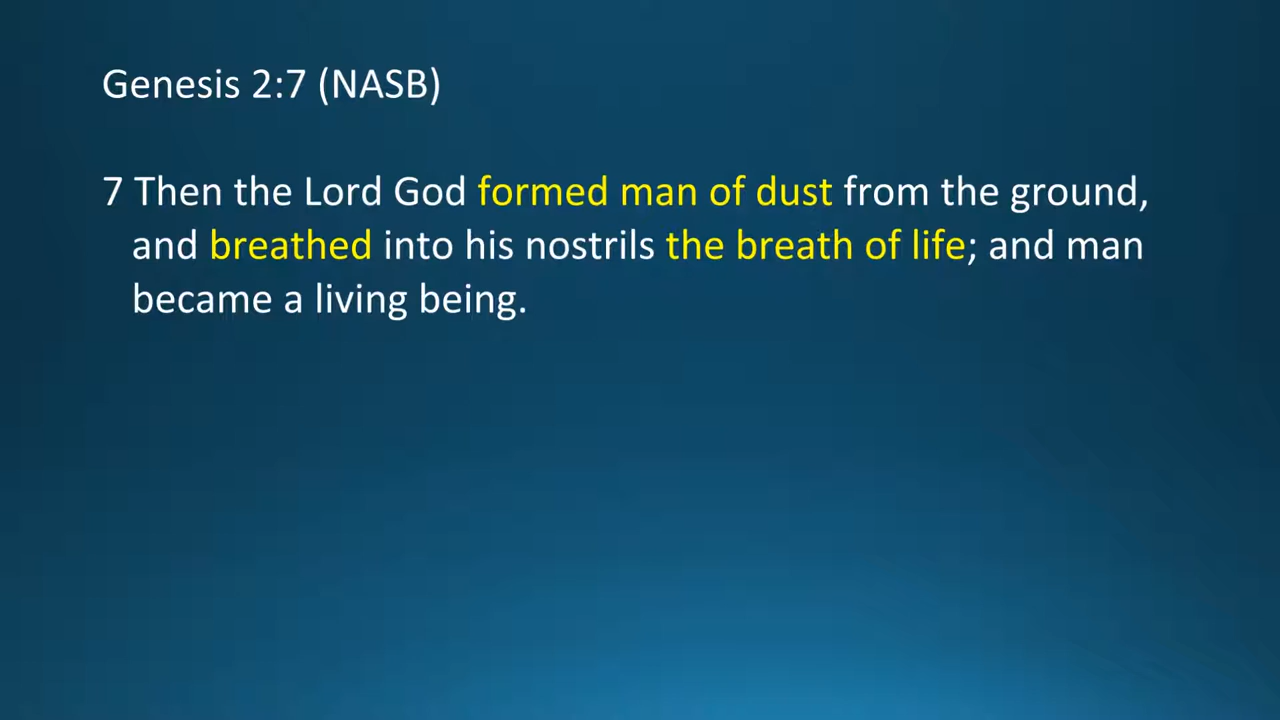 Genesis 2:7 (NASB)
7 Then the Lord God formed man of dust from the ground,
and breathed into his nostrils the breath of life; and man
became a living being.